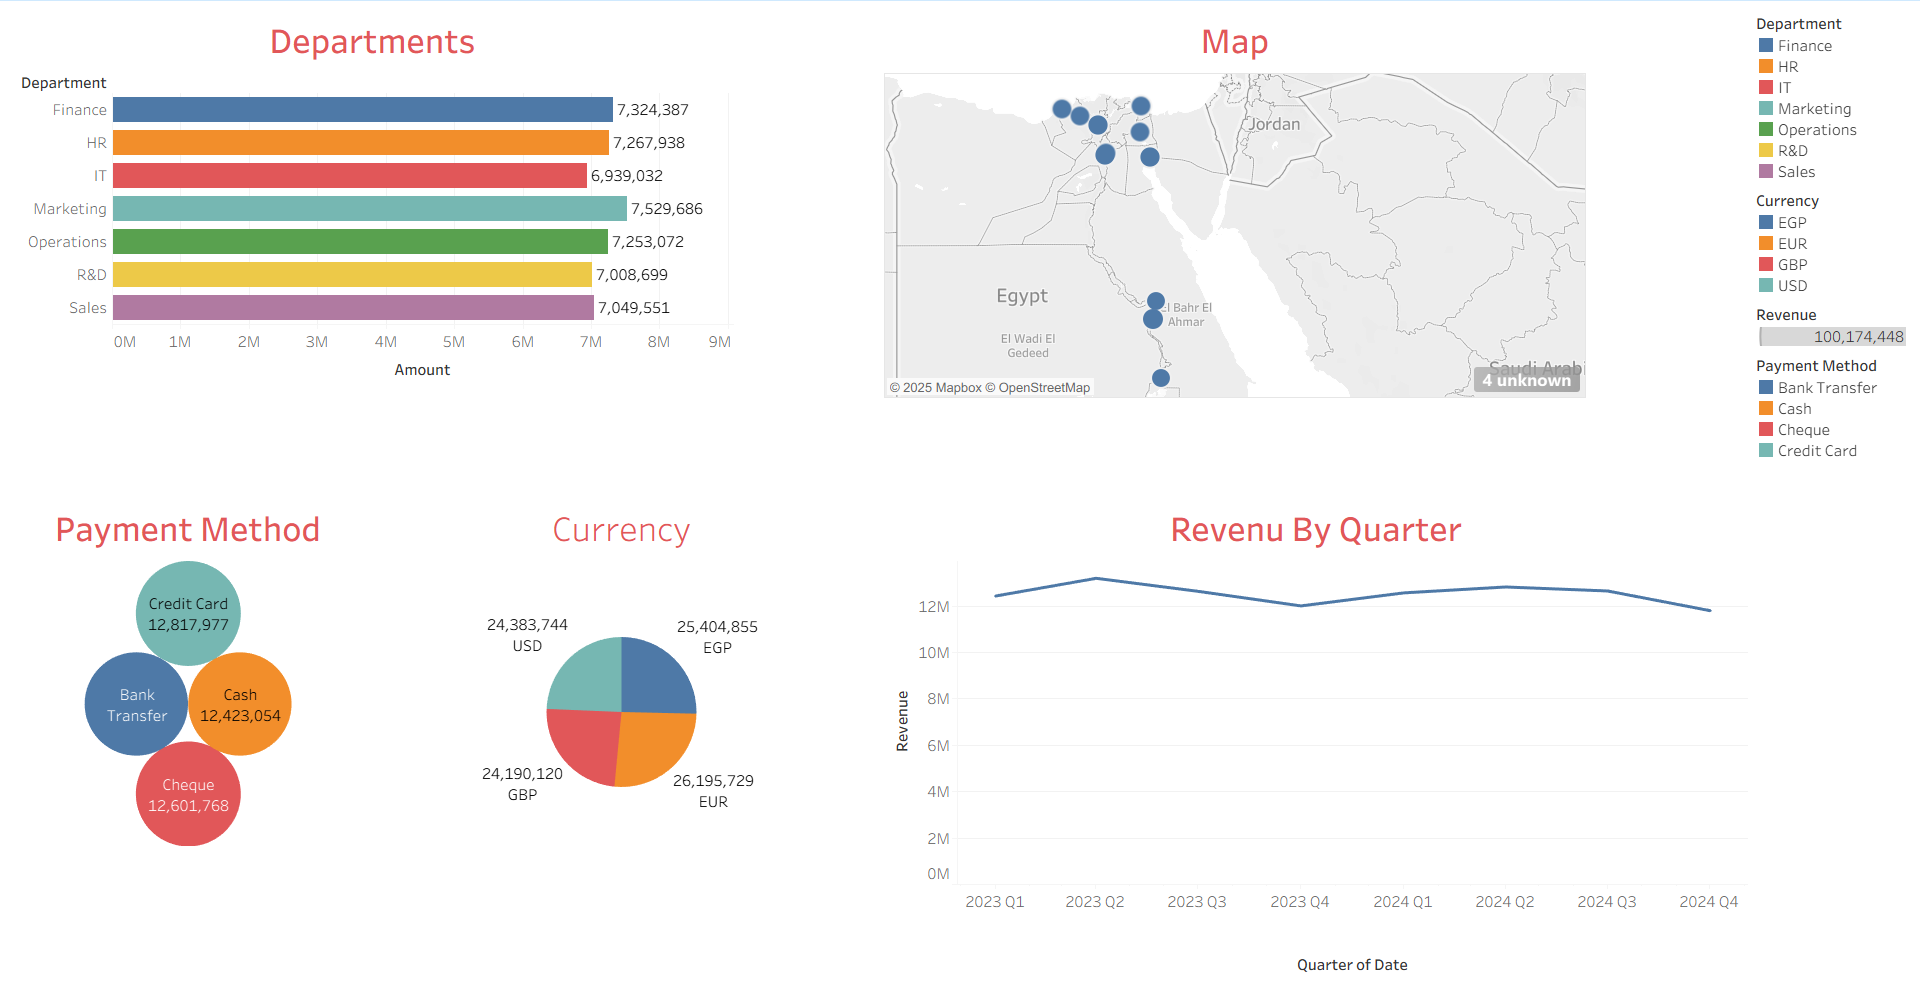 Departments
Department
Finance 7,324,387
HR 7,267,938
IT 6,939,032
Marketing 7,529,686
Operations 7,253,072
R&D 7,008,699
Sales 7,049,551
0M 1M 2M 3M 4M 5M 6M 7M 8M 9M
Amount
Map
Jordan
Egypt
El Bahr El
Ahmar
El Wadi El
Gedeed
Saudi Arabi
© 2025 Mapbox © OpenStreetMap
4 unknown
Department
Finance
HR
IT
Marketing
Operations
R&D
Sales
Currency
EGP
EUR
GBP
USD
Revenue
100,174,448
Payment Method
Bank Transfer
Cash
Cheque
Credit Card
Payment Method
Credit Card
12,817,977
Bank
Transfer
Cash
12,423,054
Cheque
12,601,768
Currency
24,383,744
USD
25,404,855
EGP
24,190,120
GBP
26,195,729
EUR
Revenu By Quarter
Revenue
12M
10M
8M
6M
4M
2M
0M
2023 Q1 2023 Q2 2023 Q3 2023 Q4 2024 Q1 2024 Q2 2024 Q3 2024 Q4
Quarter of Date